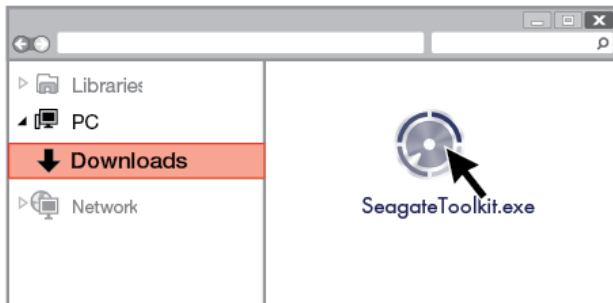 Libraries
PC
Downloads
Network
SeagateToolkit.exe